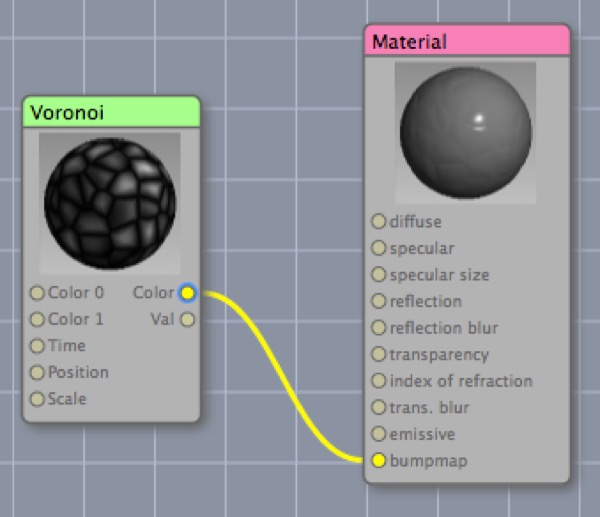 Voronoi
Color 0 Color
Color 1 Val
Time
Position
Scale
Material
diffuse
specular
specular size
reflection
reflection blur
transparency
index of refraction
trans. blur
emissive
bumpmap